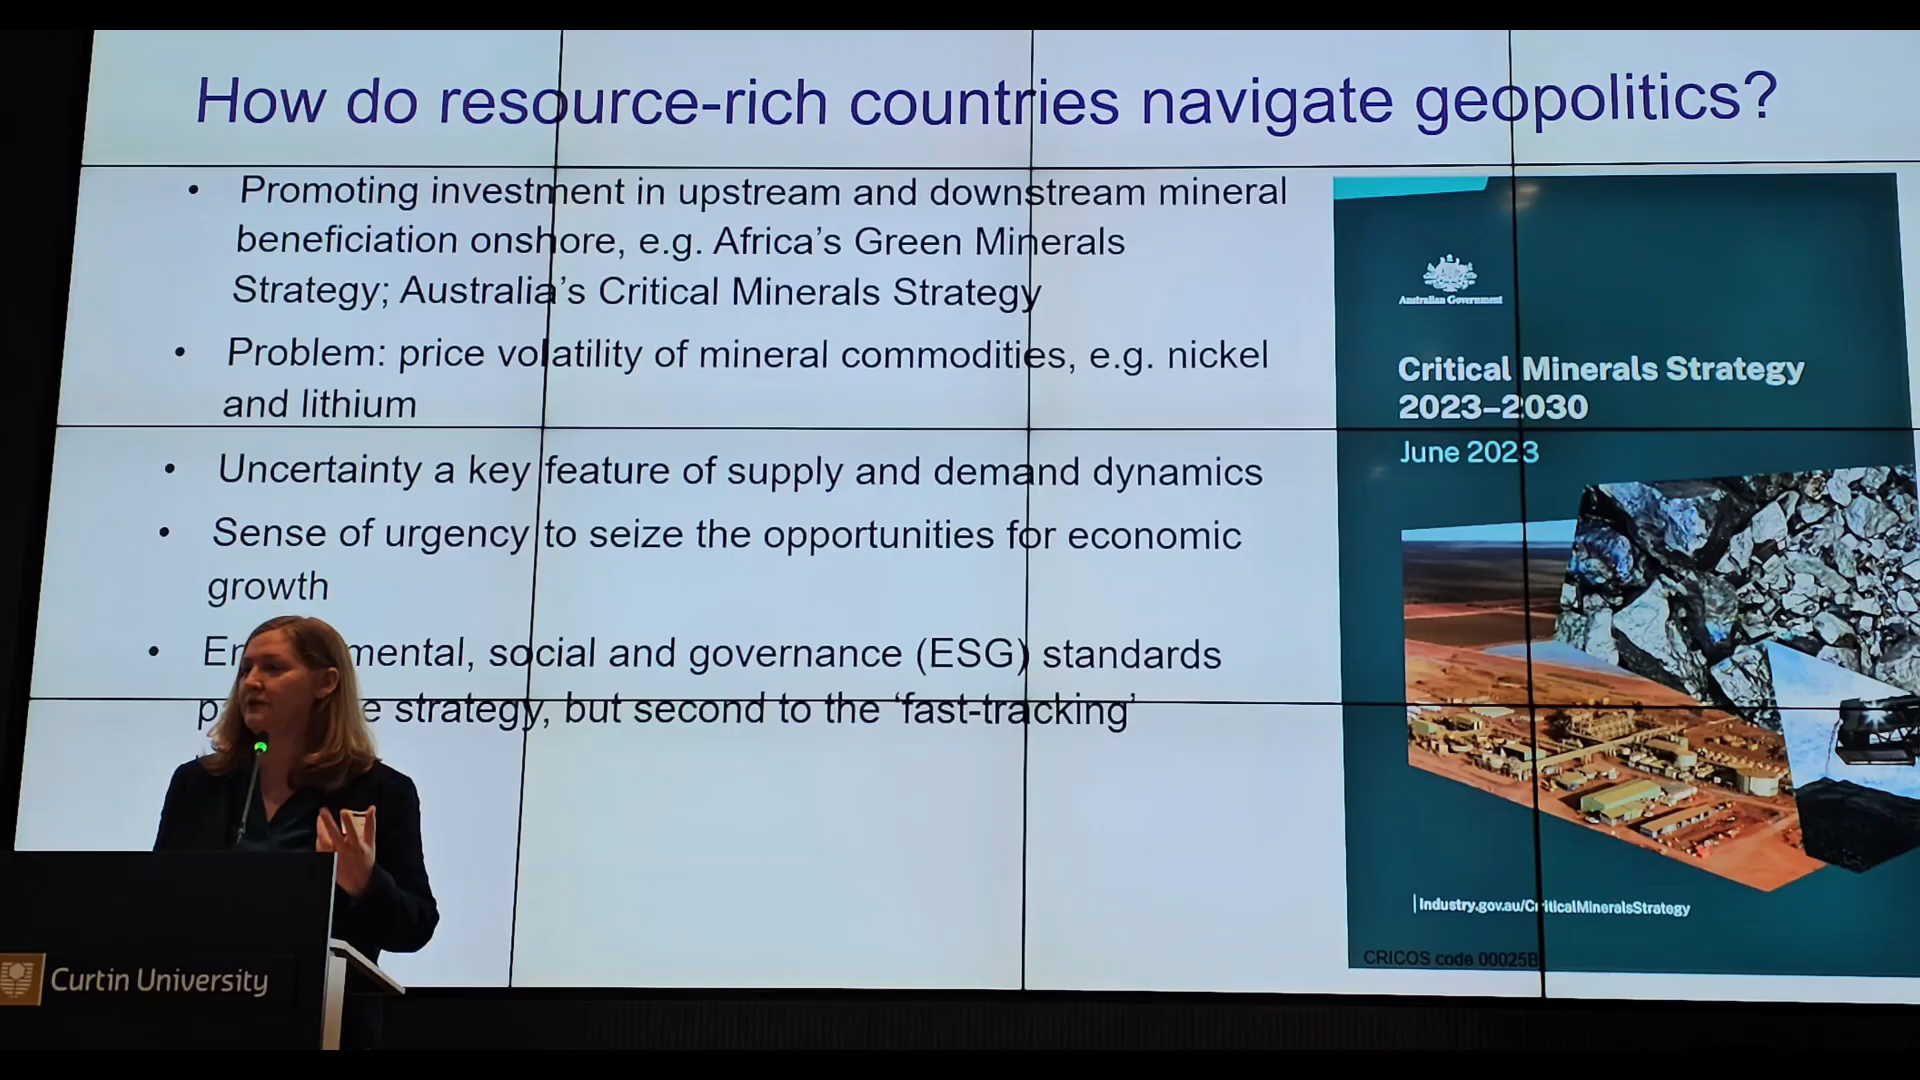 How do resource-rich countries navigate geopolitics?
• Promoting investment in upstream and downstream mineral
beneficiation onshore, e.g. Africa’s Green Minerals
Strategy; Australia’s Critical Minerals Strategy
• Problem: price volatility of mineral commodities, e.g. nickel
and lithium
• Uncertainty a key feature of supply and demand dynamics
• Sense of urgency to seize the opportunities for economic
growth
• social and governance (ESG) standards
strategy, but second to the ‘fast-tracking’
Australian Government
Critical Minerals Strategy
2023–2030
June 2023
Industry.gov.au/CriticalMineralsStrategy
CRICOS code 00025B
Curtin University